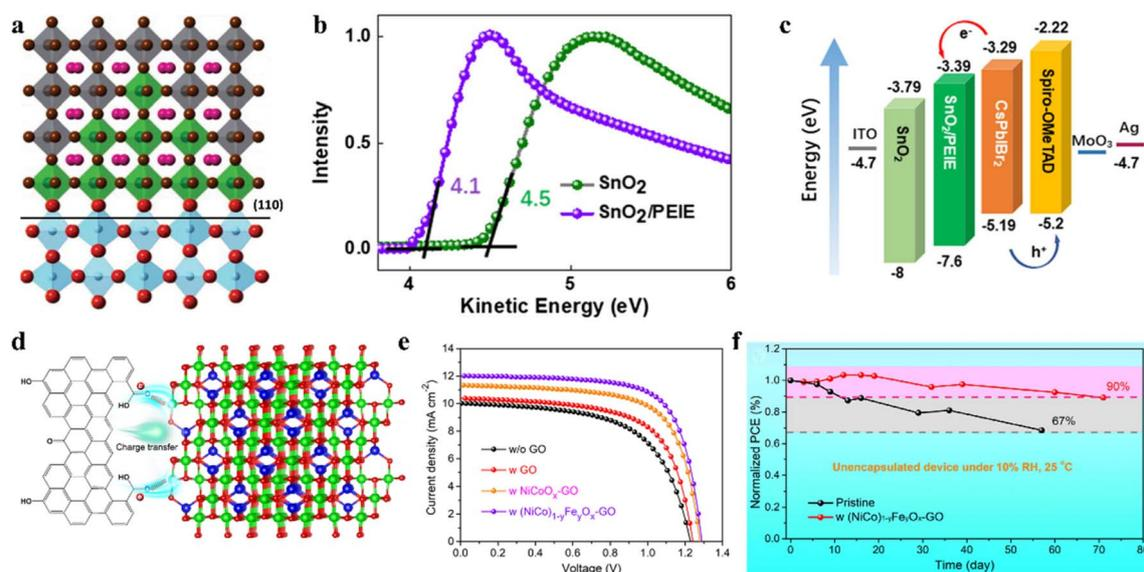 a
(110)
b
Intensity
1.0
0.5
0.0
4.1
4.5
SnO₂
SnO₂/PEIE
4
5
6
Kinetic Energy (eV)
c
Energy (eV)
e⁻
ITO
-4.7
-3.79
SnO₂
-8
-3.39
SnO₂/PEIE
-7.6
-3.29
CsPbIBr₂
-5.19
-2.22
Spiro-OMeTAD
-5.2
h⁺
MoO₃
Ag
-4.7
d
HO
O
HO
HO
HO
Charge transfer
e
Current density (mA cm⁻²)
14
12
10
8
6
4
2
0
w/o GO
w GO
w NiCoOₓ-GO
w (NiCo)₁₋ᵧFeᵧOₓ-GO
0.0
0.2
0.4
0.6
0.8
1.0
1.2
1.4
Voltage (V)
f
Normalized PCE (%)
1.2
1.0
0.8
0.6
0.4
0.2
0.0
90%
67%
Unencapsulated device under 10% RH, 25 °C
Pristine
w (NiCo)₁₋ᵧFeᵧOₓ-GO
0
10
20
30
40
50
60
70
80
Time (day)